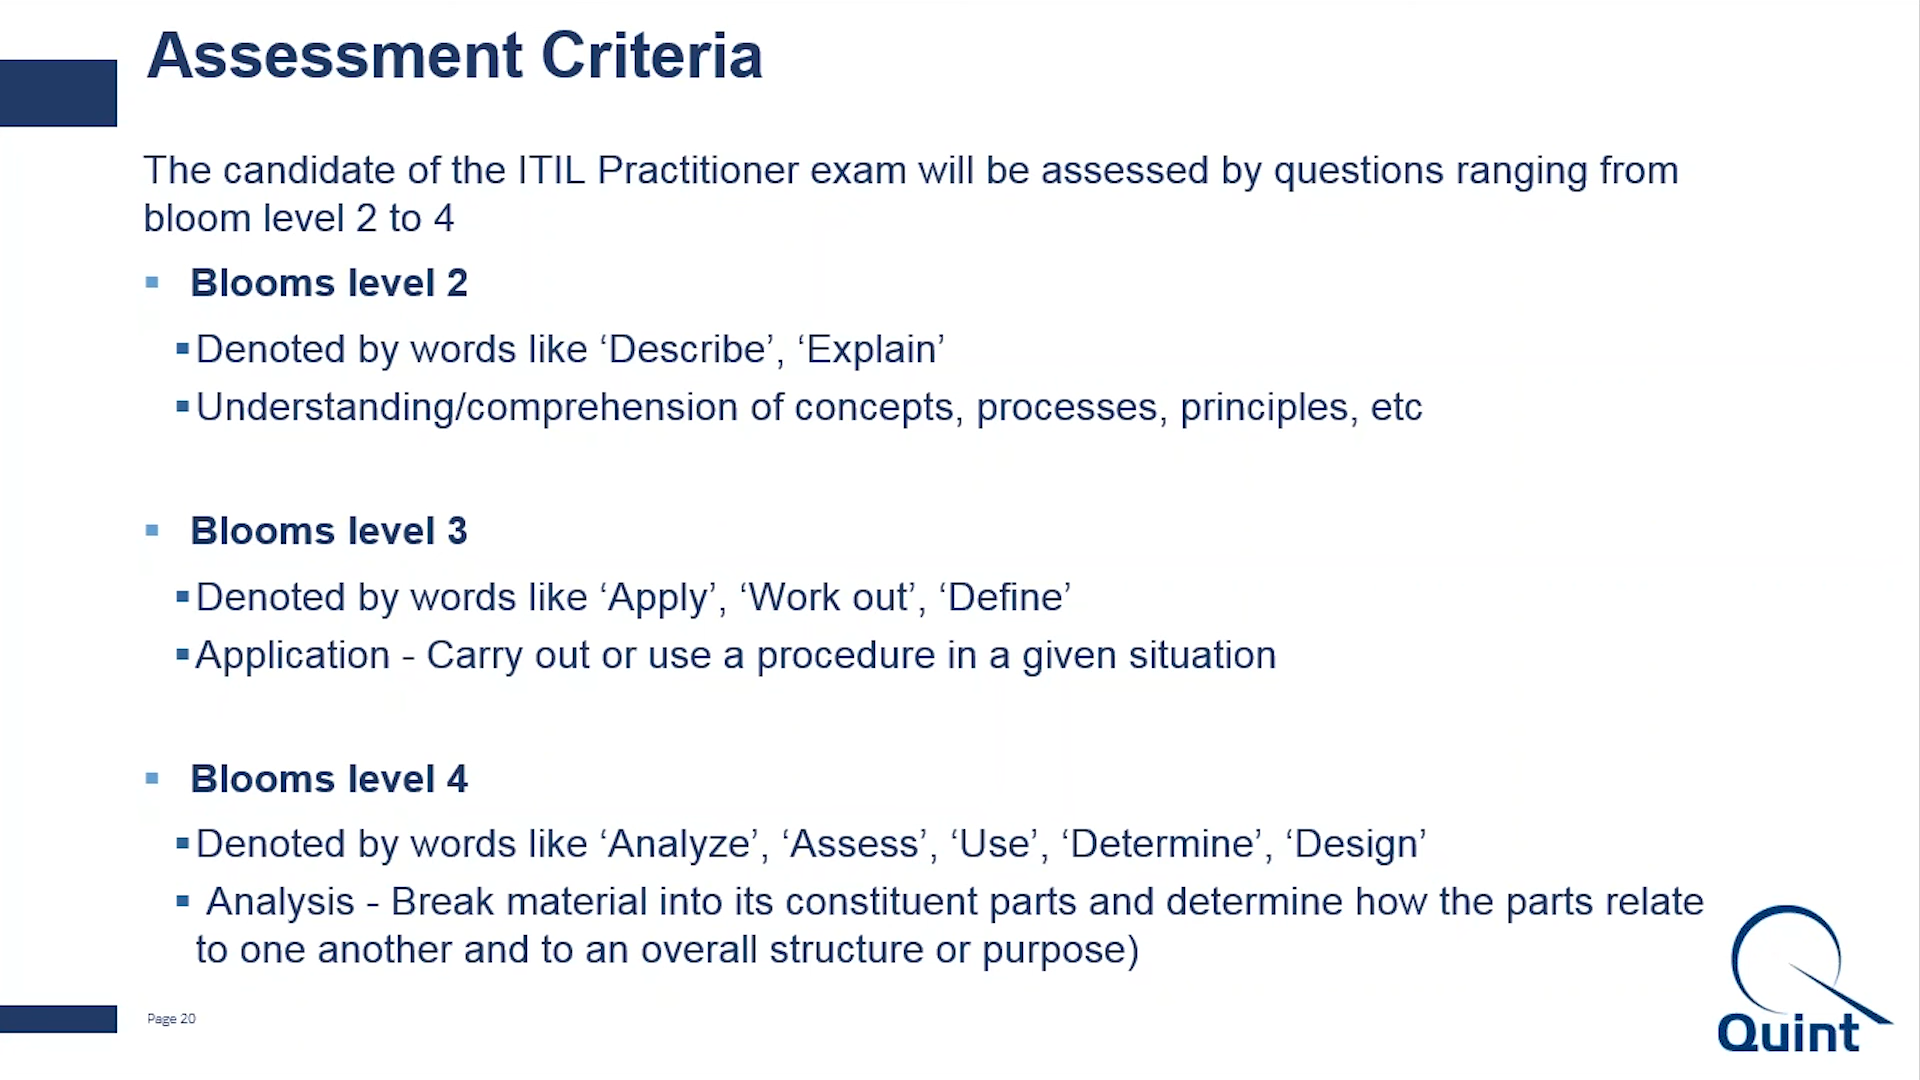 Assessment Criteria
The candidate of the ITIL Practitioner exam will be assessed by questions ranging from
bloom level 2 to 4
Blooms level 2
Denoted by words like ‘Describe’, ‘Explain’
Understanding/comprehension of concepts, processes, principles, etc
Blooms level 3
Denoted by words like ‘Apply’, ‘Work out’, ‘Define’
Application - Carry out or use a procedure in a given situation
Blooms level 4
Denoted by words like ‘Analyze’, ‘Assess’, ‘Use’, ‘Determine’, ‘Design’
Analysis - Break material into its constituent parts and determine how the parts relate
to one another and to an overall structure or purpose)
Page 20
Quint